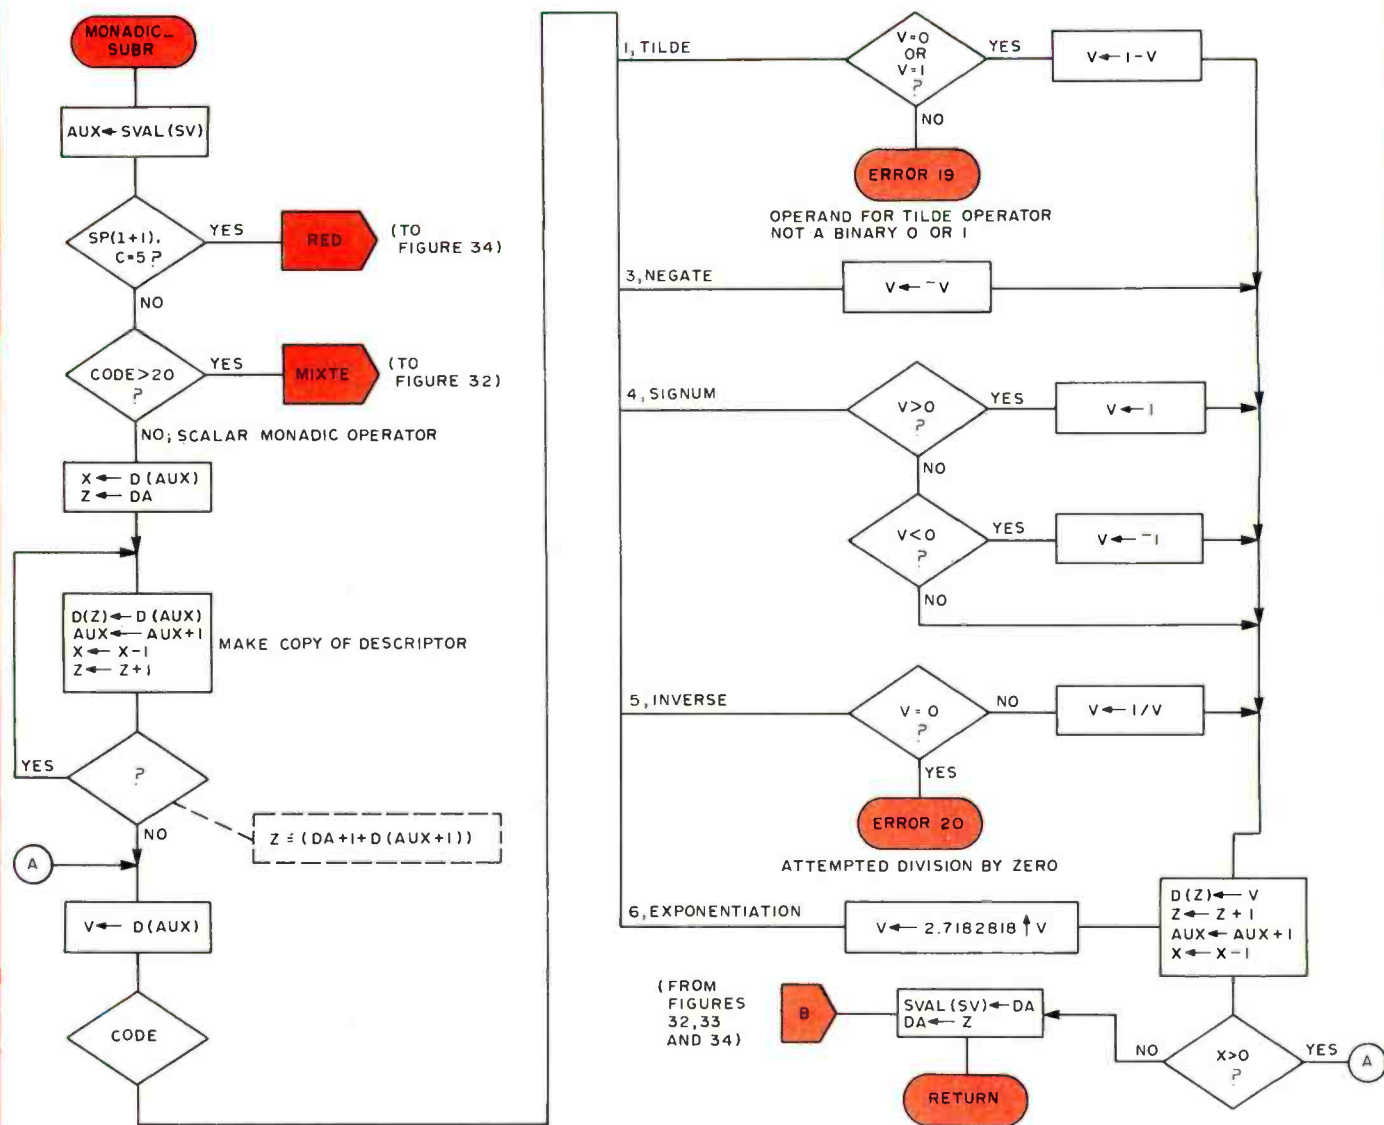 MONADIC_
SUBR
AUX← SVAL(SV)
SP(1+1).
C=5 ?
YES
RED
(TO
FIGURE 34)
NO
CODE>20
?
YES
MIXTE
(TO
FIGURE 32)
NO; SCALAR MONADIC OPERATOR
X ← D(AUX)
Z ← DA
D(Z)← D(AUX)
AUX← AUX+1
X ← X-1
Z ← Z+1
MAKE COPY OF DESCRIPTOR
YES
?
NO
Z ≤ (DA+1+D(AUX+1))
A
V← D(AUX)
CODE
1, TILDE
V=0
OR
V=1
?
YES
V← 1-V
NO
ERROR 19
OPERAND FOR TILDE OPERATOR
NOT A BINARY 0 OR 1
3, NEGATE
V← ¯V
4, SIGNUM
V>0
?
YES
V← 1
NO
V<0
?
YES
V← ¯1
NO
5, INVERSE
V=0
?
NO
V← 1/V
YES
ERROR 20
ATTEMPTED DIVISION BY ZERO
6, EXPONENTIATION
V← 2.7182818↑V
D(Z)← V
Z← Z+1
AUX← AUX+1
X← X-1
(FROM
FIGURES
32,33
AND 34)
B
SVAL(SV)←DA
DA← Z
NO
X>0
?
YES
A
RETURN